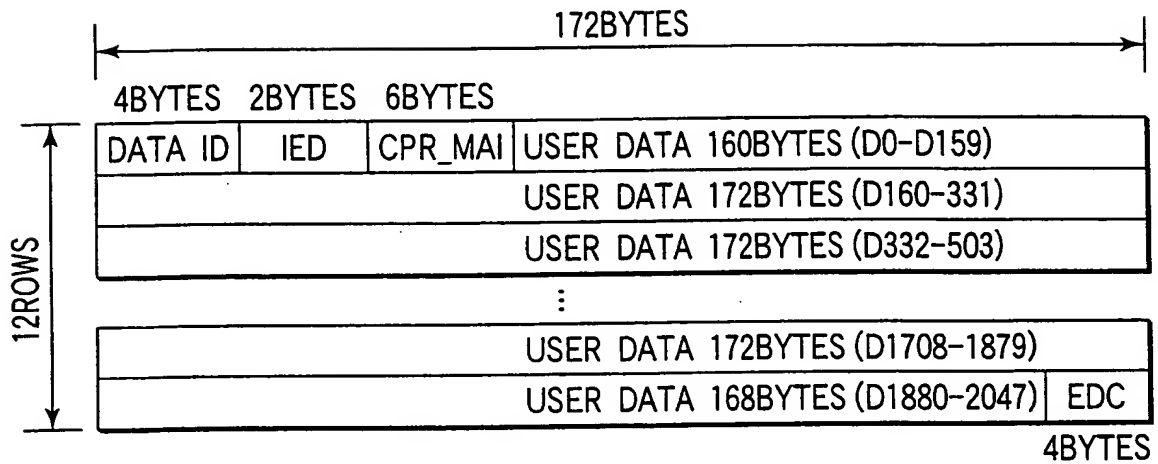 172BYTES
4BYTES 2BYTES 6BYTES
DATA ID IED CPR_MAI USER DATA 160BYTES (D0-D159)
USER DATA 172BYTES (D160-331)
USER DATA 172BYTES (D332-503)
12ROWS
⋮
USER DATA 172BYTES (D1708-1879)
USER DATA 168BYTES (D1880-2047) EDC
4BYTES